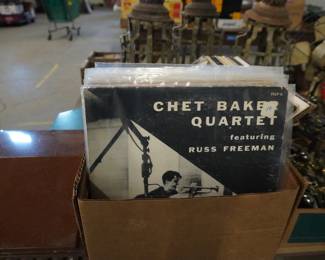 CHET BAKER
QUARTET
featuring
RUSS FREEMAN